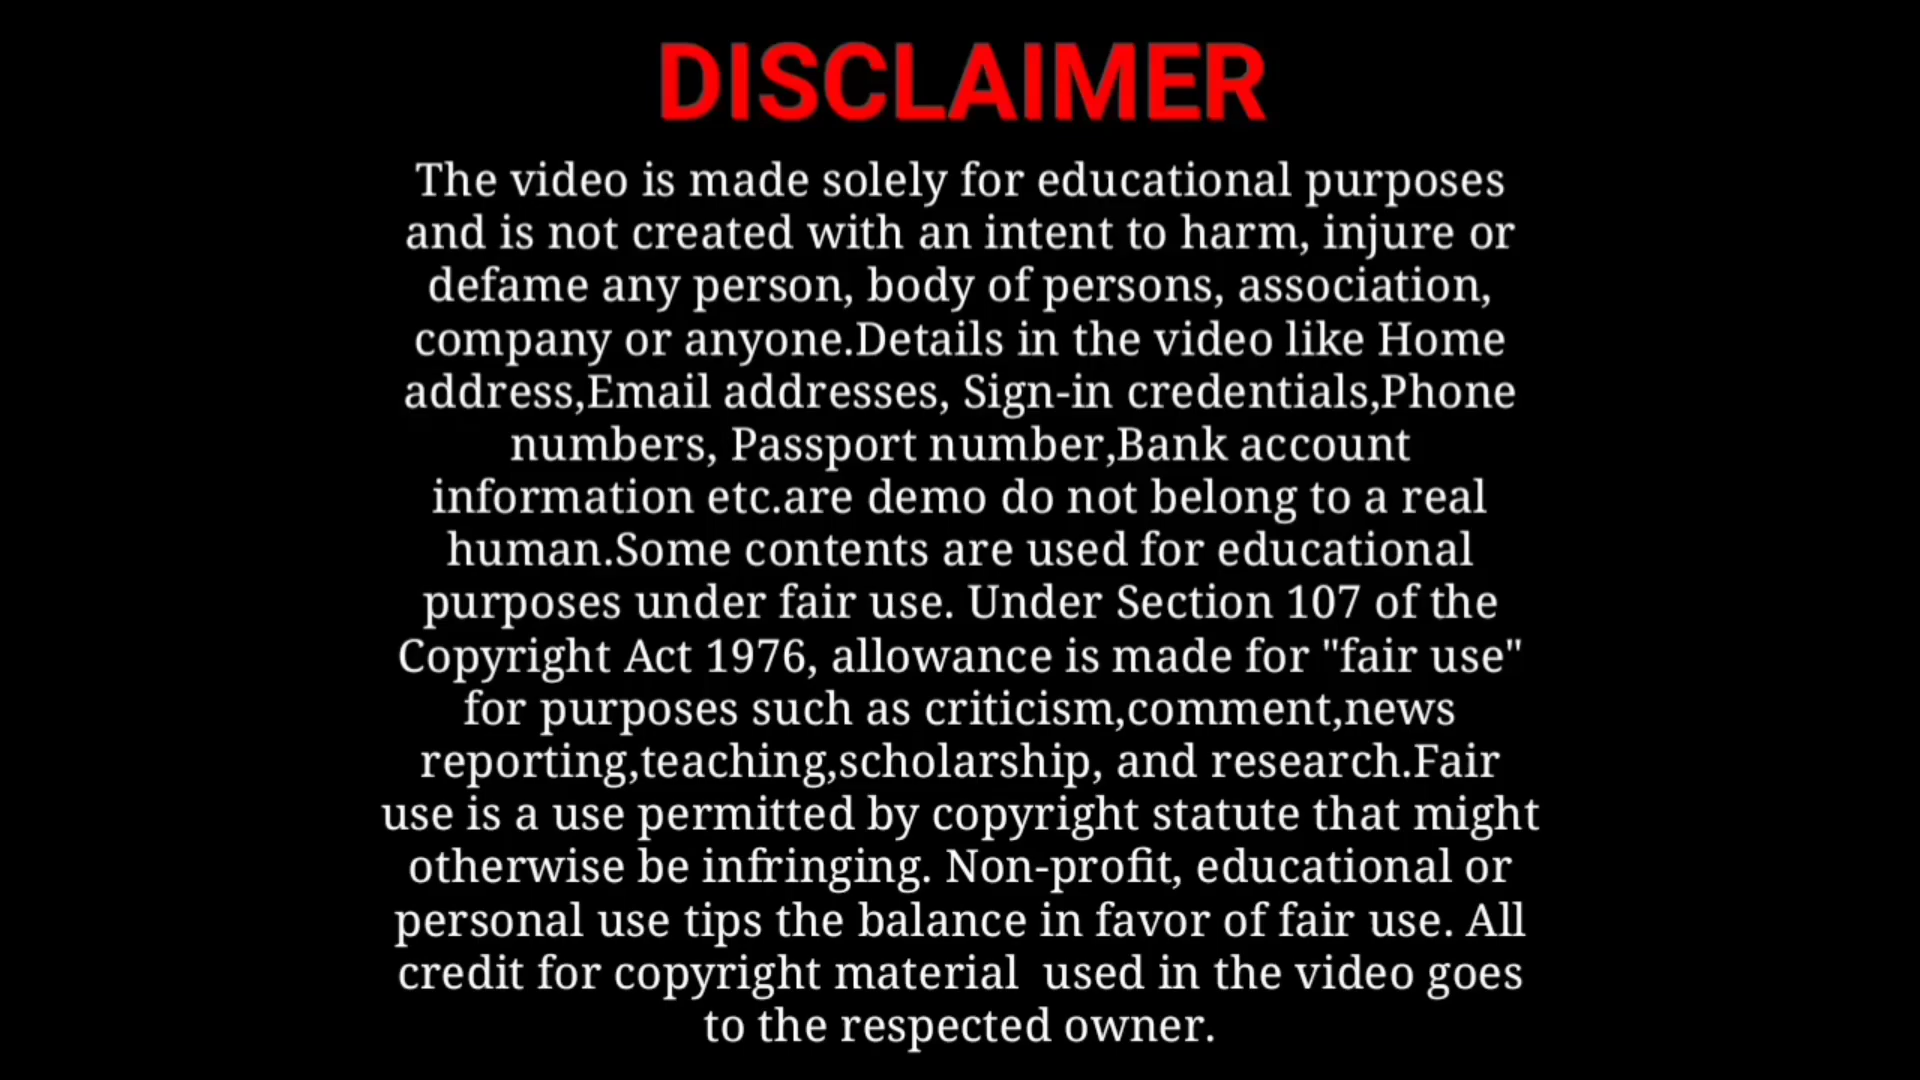 DISCLAIMER
The video is made solely for educational purposes
and is not created with an intent to harm, injure or
defame any person, body of persons, association,
company or anyone.Details in the video like Home
address,Email addresses, Sign-in credentials,Phone
numbers, Passport number,Bank account
information etc.are demo do not belong to a real
human.Some contents are used for educational
purposes under fair use. Under Section 107 of the
Copyright Act 1976, allowance is made for "fair use"
for purposes such as criticism,comment,news
reporting,teaching,scholarship, and research.Fair
use is a use permitted by copyright statute that might
otherwise be infringing. Non-profit, educational or
personal use tips the balance in favor of fair use. All
credit for copyright material  used in the video goes
to the respected owner.